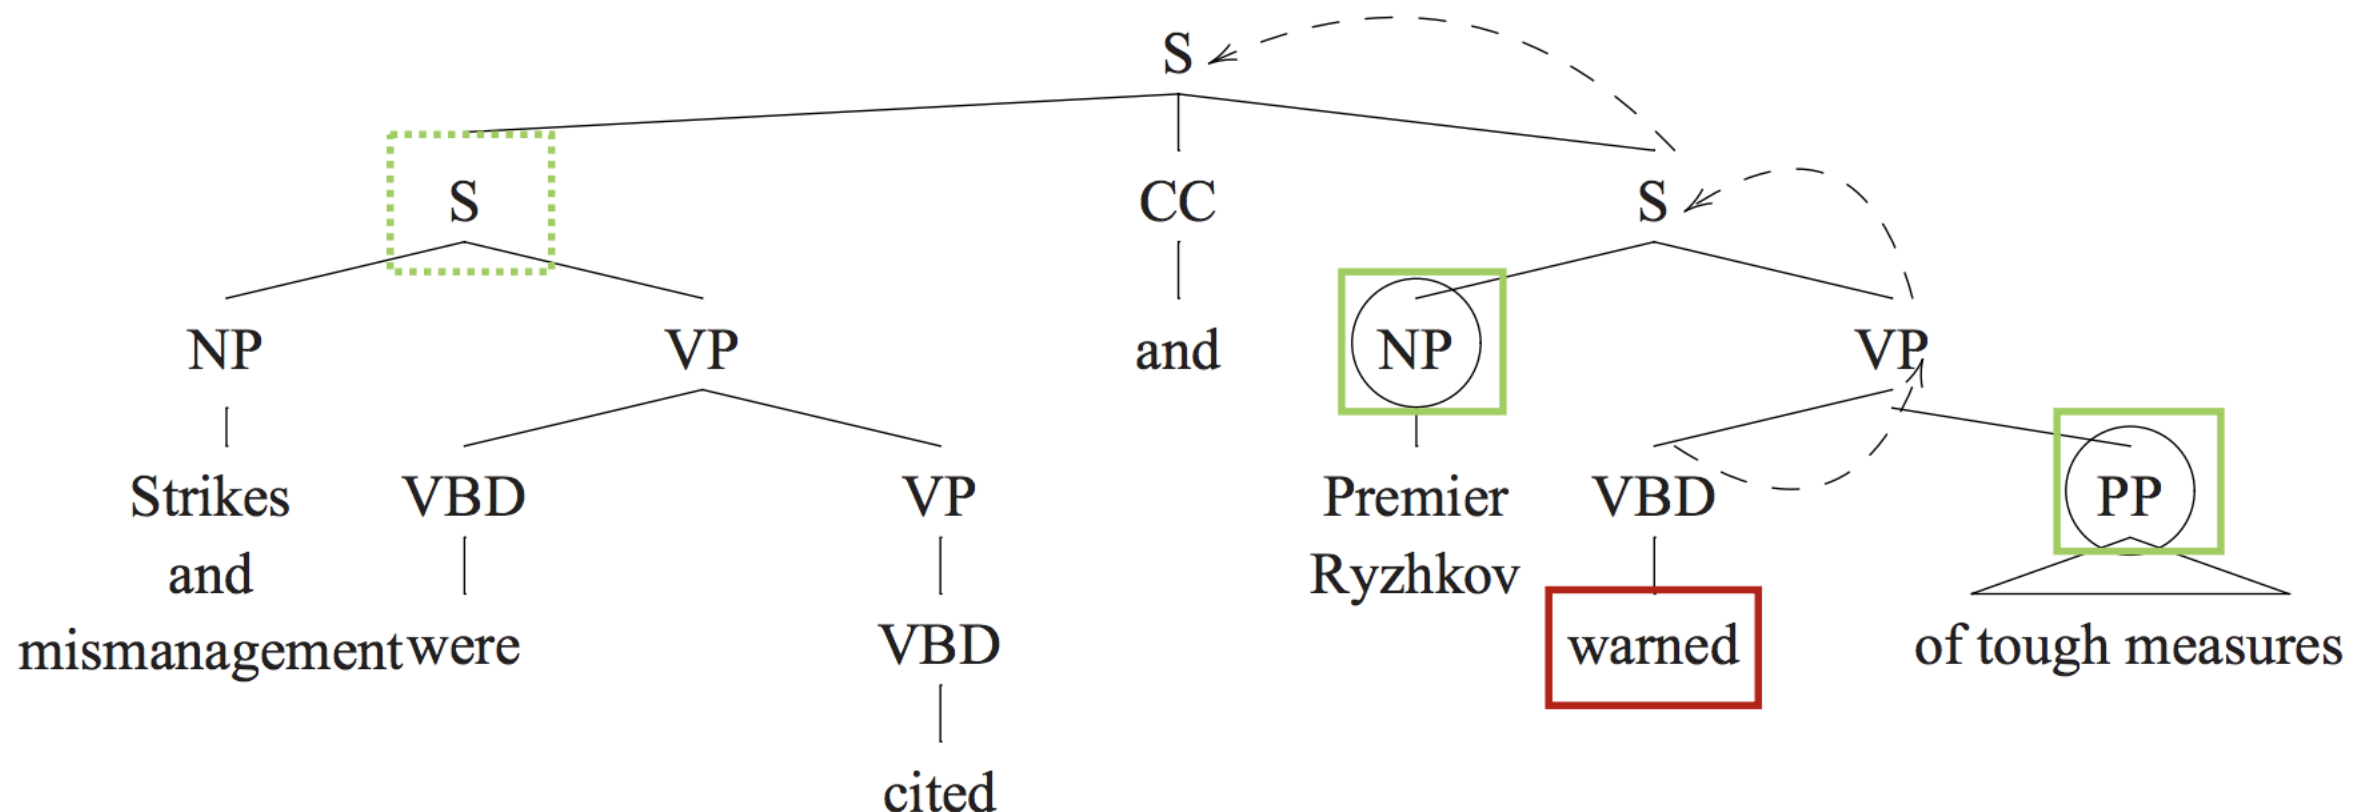 S
S CC S
NP VP and NP VP
Strikes VBD VP Premier VBD PP
and Ryzhkov
mismanagement were VBD warned of tough measures
cited